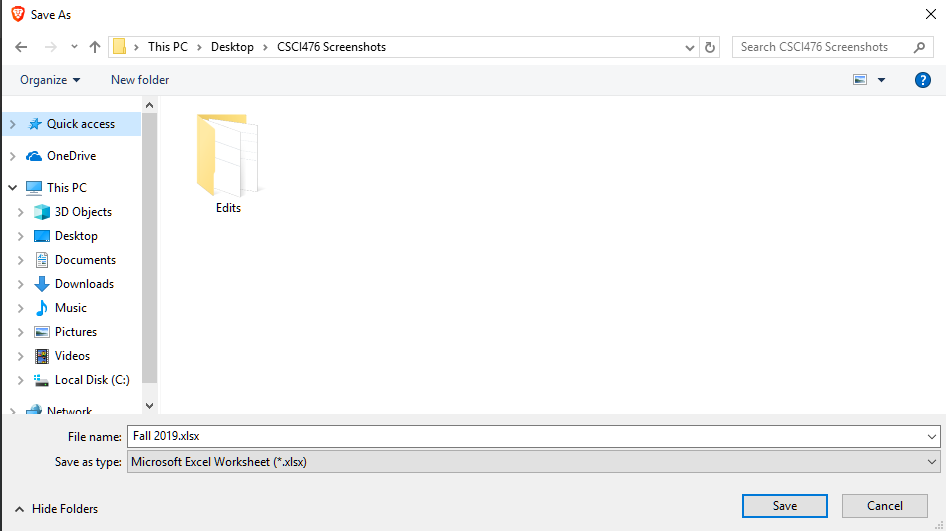 Save As
This PC > Desktop > CSCI476 Screenshots
Search CSCI476 Screenshots
Organize
New folder
?
Quick access
OneDrive
This PC
3D Objects
Desktop
Documents
Downloads
Music
Pictures
Videos
Local Disk (C:)
Network
Edits
File name: Fall 2019.xlsx
Save as type: Microsoft Excel Worksheet (*.xlsx)
Hide Folders
Save
Cancel